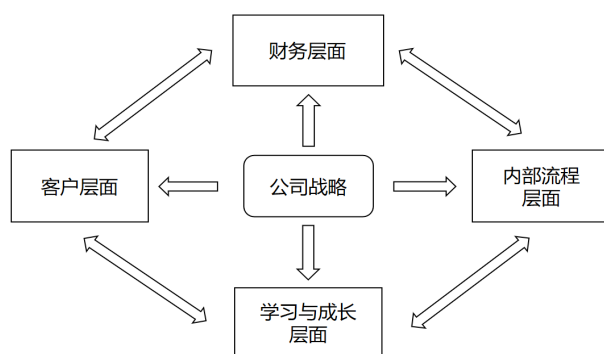 财务层面
客户层面
公司战略
内部流程
层面
学习与成长
层面